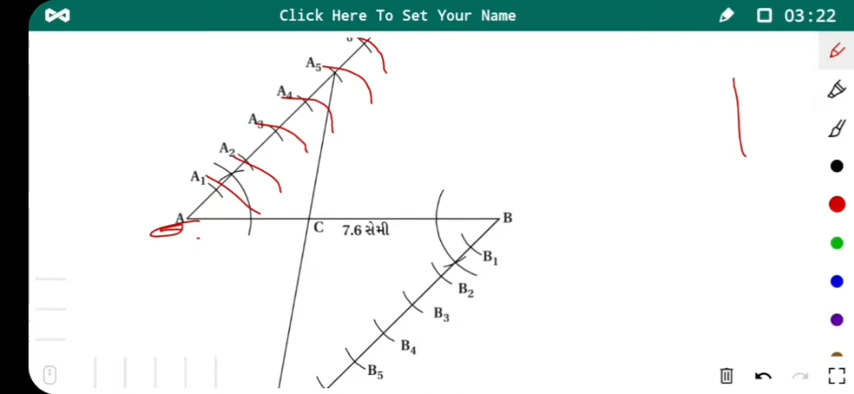 Click Here To Set Your Name
03:22
A₅
A₄
A₃
A₂
A₁
A
C
7.6 સેમી
B
B₁
B₂
B₃
B₄
B₅